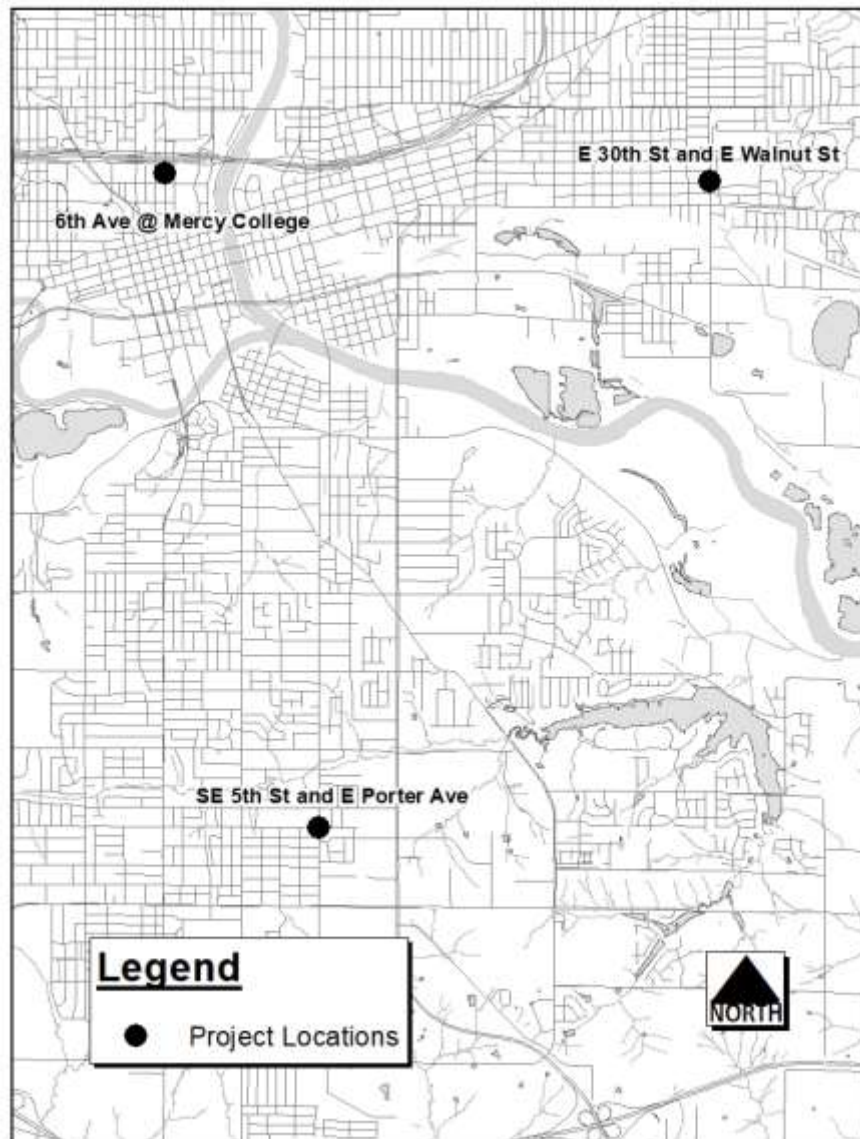 E 30th St and E Walnut St
6th Ave @ Mercy College
SE 5th St and E Porter Ave
Legend
Project Locations
NORTH